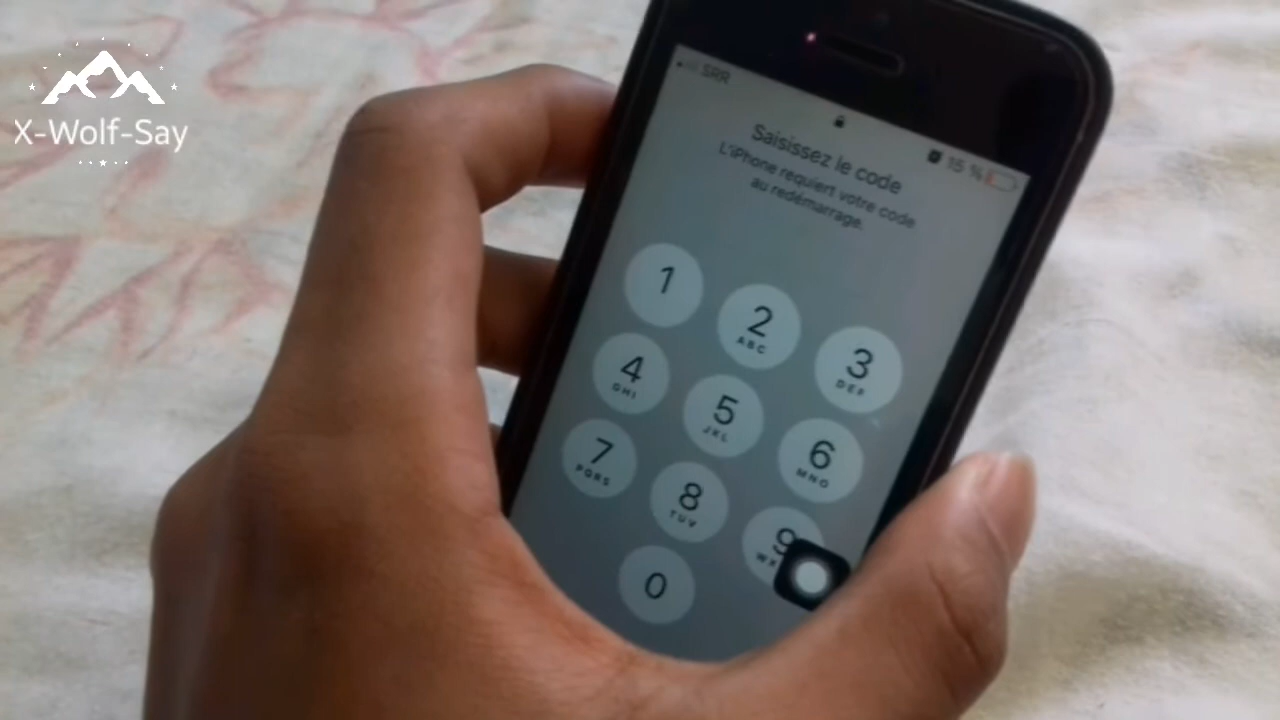 X-Wolf-Say
SRR
15 %
Saisissez le code
L'iPhone requiert votre code
au redémarrage.
1
2
ABC
3
DEF
4
GHI
5
JKL
6
MNO
7
PQRS
8
TUV
9
0